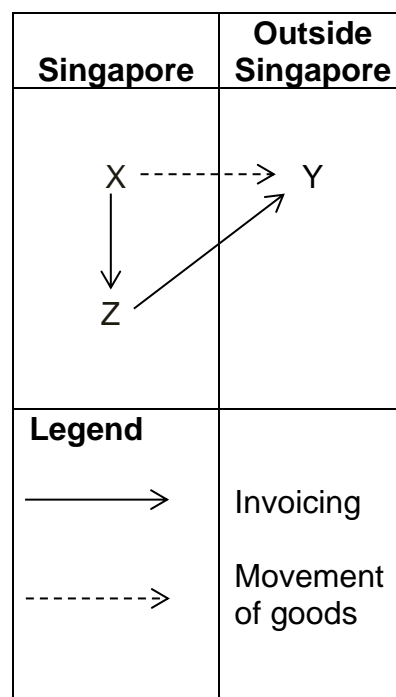 Singapore
Outside
Singapore
X
Y
Z
Legend
Invoicing
Movement
of goods